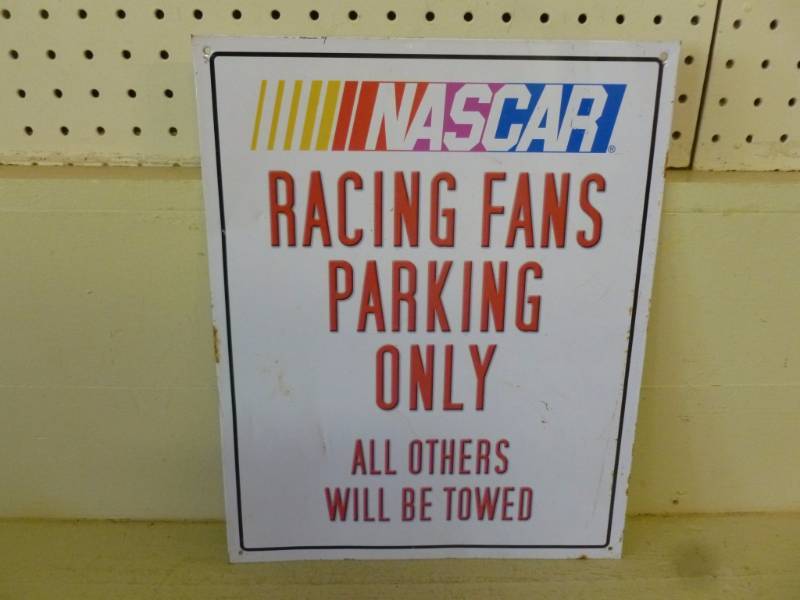 NASCAR®
RACING FANS
PARKING
ONLY
ALL OTHERS
WILL BE TOWED